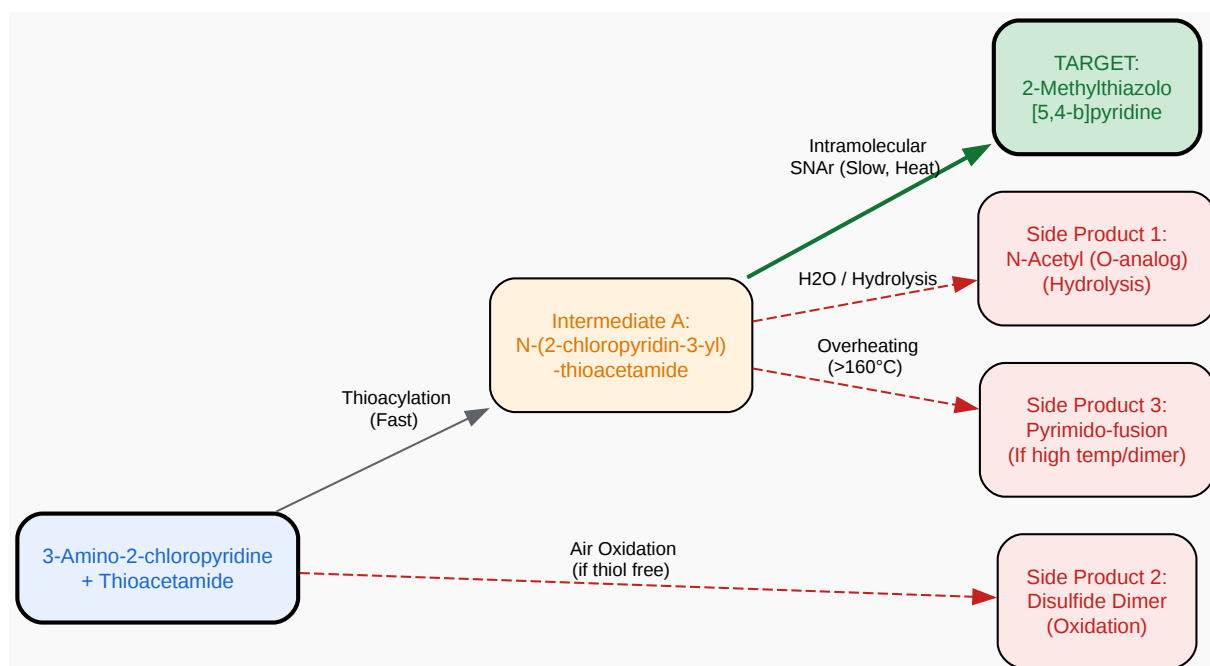 TARGET:
2-Methylthiazolo
[5,4-b]pyridine
Intramolecular
SNAr (Slow, Heat)
Side Product 1:
N-Acetyl (O-analog)
(Hydrolysis)
H2O / Hydrolysis
Intermediate A:
N-(2-chloropyridin-3-yl)
-thioacetamide
Overheating
(>160°C)
Side Product 3:
Pyrimido-fusion
(If high temp/dimer)
Thioacylation
(Fast)
3-Amino-2-chloropyridine
+ Thioacetamide
Air Oxidation
(if thiol free)
Side Product 2:
Disulfide Dimer
(Oxidation)